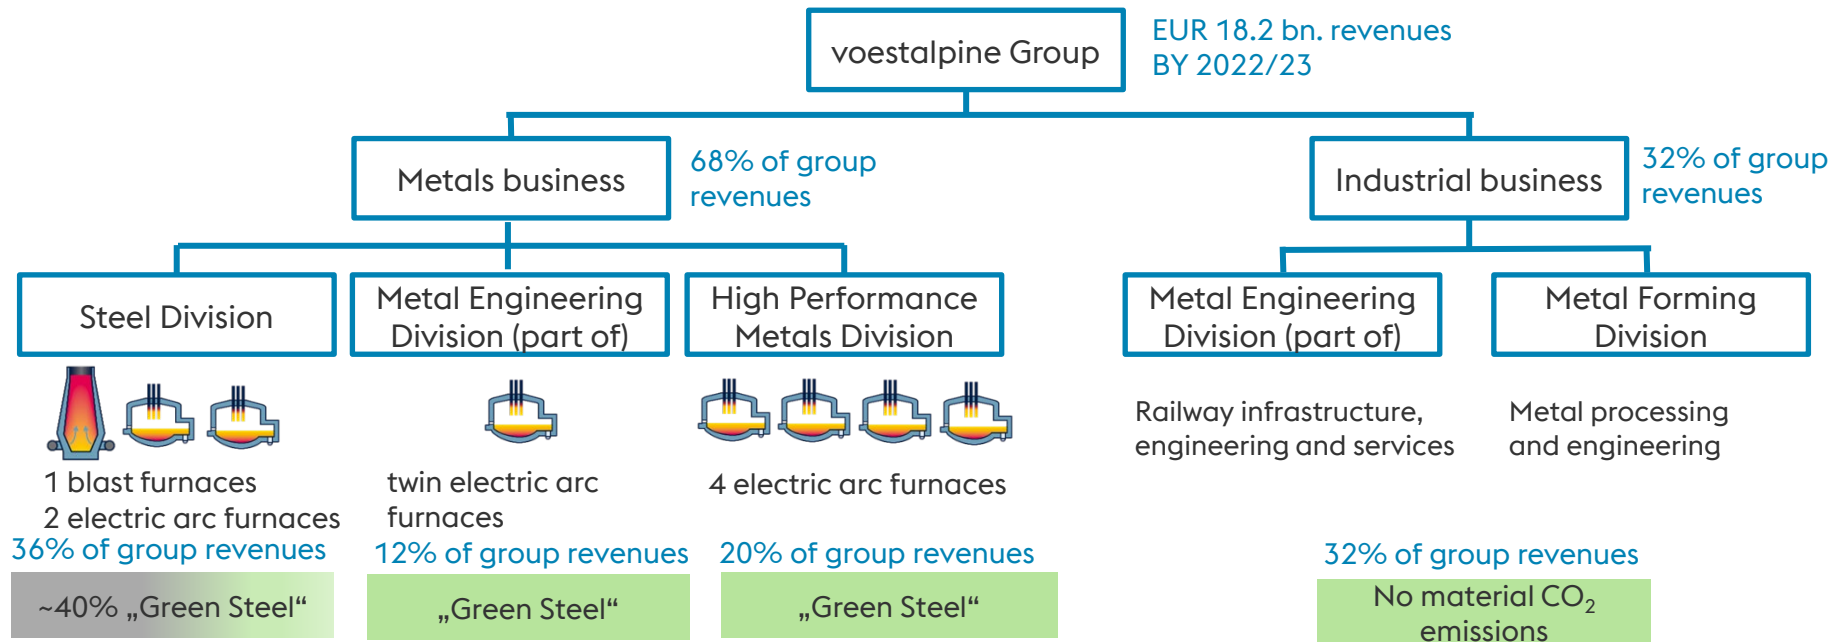 voestalpine Group
EUR 18.2 bn. revenues
BY 2022/23
Metals business
68% of group
revenues
Industrial business
32% of group
revenues
Steel Division
Metal Engineering
Division (part of)
High Performance
Metals Division
Metal Engineering
Division (part of)
Metal Forming
Division
1 blast furnaces
2 electric arc furnaces
twin electric arc
furnaces
4 electric arc furnaces
Railway infrastructure,
engineering and services
Metal processing
and engineering
36% of group revenues
12% of group revenues
20% of group revenues
32% of group revenues
~40% „Green Steel“
„Green Steel“
„Green Steel“
No material CO₂
emissions